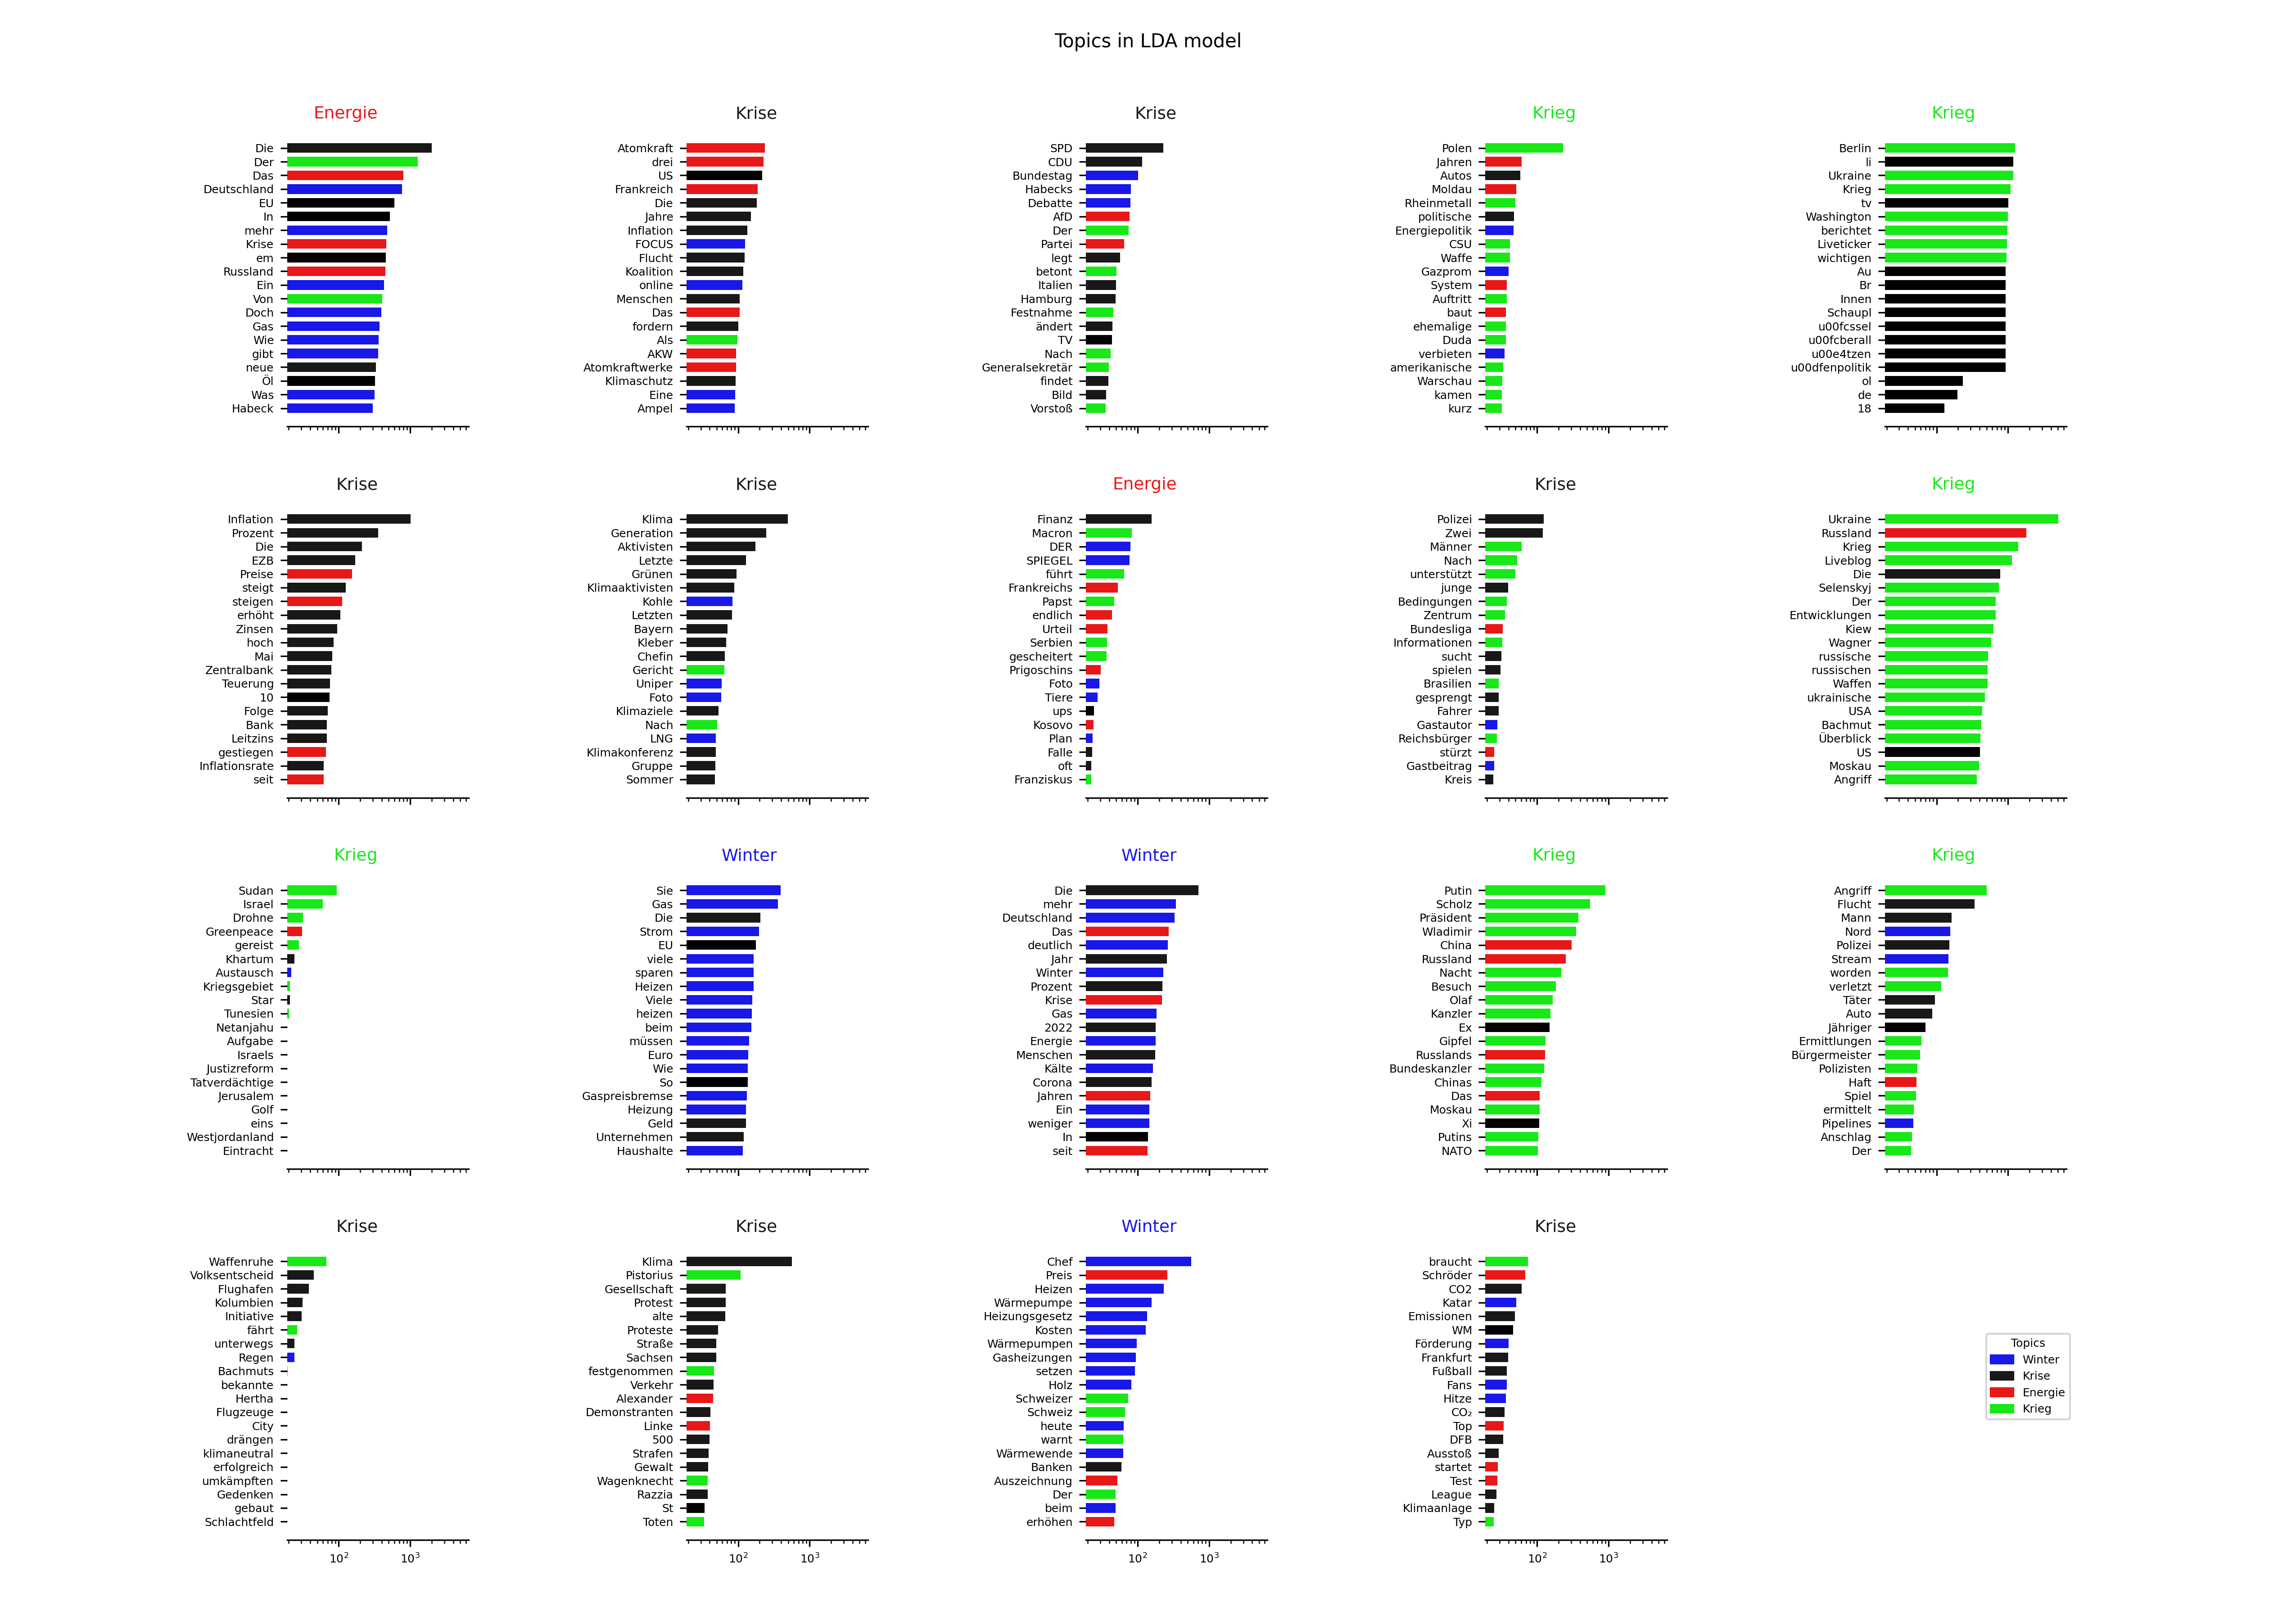 Topics in LDA model
Energie
Die
Der
Das
Deutschland
EU
In
mehr
Krise
em
Russland
Ein
Von
Doch
Gas
Wie
gibt
neue
Öl
Was
Habeck
Krise
Atomkraft
drei
US
Frankreich
Die
Jahre
Inflation
FOCUS
Flucht
Koalition
online
Menschen
Das
fordern
Als
AKW
Atomkraftwerke
Klimaschutz
Eine
Ampel
Krise
SPD
CDU
Bundestag
Habecks
Debatte
AfD
Der
Partei
legt
betont
Italien
Hamburg
Festnahme
ändert
TV
Nach
Generalsekretär
findet
Bild
Vorstoß
Krieg
Polen
Jahren
Autos
Moldau
Rheinmetall
politische
Energiepolitik
CSU
Waffe
Gazprom
System
Auftritt
baut
ehemalige
Duda
verbieten
amerikanische
Warschau
kamen
kurz
Krieg
Berlin
li
Ukraine
Krieg
tv
Washington
berichtet
Liveticker
wichtigen
Au
Br
Innen
Schaupl
u00fcssel
u00fcberall
u00e4tzen
u00dfenpolitik
ol
de
18
Krise
Inflation
Prozent
Die
EZB
Preise
steigt
steigen
erhöht
Zinsen
hoch
Mai
Zentralbank
Teuerung
10
Folge
Bank
Leitzins
gestiegen
Inflationsrate
seit
Krise
Klima
Generation
Aktivisten
Letzte
Grünen
Klimaaktivisten
Kohle
Letzten
Bayern
Kleber
Chefin
Gericht
Uniper
Foto
Klimaziele
Nach
LNG
Klimakonferenz
Gruppe
Sommer
Energie
Finanz
Macron
DER
SPIEGEL
führt
Frankreichs
Papst
endlich
Urteil
Serbien
gescheitert
Prigoschins
Foto
Tiere
ups
Kosovo
Plan
Falle
oft
Franziskus
Krise
Polizei
Zwei
Männer
Nach
unterstützt
junge
Bedingungen
Zentrum
Bundesliga
Informationen
sucht
spielen
Brasilien
gesprengt
Fahrer
Gastautor
Reichsbürger
stürzt
Gastbeitrag
Kreis
Krieg
Ukraine
Russland
Krieg
Liveblog
Die
Selenskyj
Der
Entwicklungen
Kiew
Wagner
russische
russischen
Waffen
ukrainische
USA
Bachmut
Überblick
US
Moskau
Angriff
Krieg
Sudan
Israel
Drohne
Greenpeace
gereist
Khartum
Austausch
Kriegsgebiet
Star
Tunesien
Netanjahu
Aufgabe
Israels
Justizreform
Tatverdächtige
Jerusalem
Golf
eins
Westjordanland
Eintracht
Winter
Sie
Gas
Die
Strom
EU
viele
sparen
Heizen
Viele
heizen
beim
müssen
Euro
Wie
So
Gaspreisbremse
Heizung
Geld
Unternehmen
Haushalte
Winter
Die
mehr
Deutschland
Das
deutlich
Jahr
Winter
Prozent
Krise
Gas
2022
Energie
Menschen
Kälte
Corona
Jahren
Ein
weniger
In
seit
Krieg
Putin
Scholz
Präsident
Wladimir
China
Russland
Nacht
Besuch
Olaf
Kanzler
Ex
Gipfel
Russlands
Bundeskanzler
Chinas
Das
Moskau
Xi
Putins
NATO
Krieg
Angriff
Flucht
Mann
Nord
Polizei
Stream
worden
verletzt
Täter
Auto
Jähriger
Ermittlungen
Bürgermeister
Polizisten
Haft
Spiel
ermittelt
Pipelines
Anschlag
Der
Krise
Waffenruhe
Volksentscheid
Flughafen
Kolumbien
Initiative
fährt
unterwegs
Regen
Bachmuts
bekannte
Hertha
Flugzeuge
City
drängen
klimaneutral
erfolgreich
umkämpften
Gedenken
gebaut
Schlachtfeld
10² 10³
Krise
Klima
Pistorius
Gesellschaft
Protest
alte
Proteste
Straße
Sachsen
festgenommen
Verkehr
Alexander
Demonstranten
Linke
500
Strafen
Gewalt
Wagenknecht
Razzia
St
Toten
10² 10³
Winter
Chef
Preis
Heizen
Wärmepumpe
Heizungsgesetz
Kosten
Wärmepumpen
Gasheizungen
setzen
Holz
Schweizer
Schweiz
heute
warnt
Wärmewende
Banken
Auszeichnung
Der
beim
erhöhen
10² 10³
Krise
braucht
Schröder
CO2
Katar
Emissionen
WM
Förderung
Frankfurt
Fußball
Fans
Hitze
CO₂
Top
DFB
Ausstoß
startet
Test
League
Klimaanlage
Typ
10² 10³
Topics
Winter
Krise
Energie
Krieg